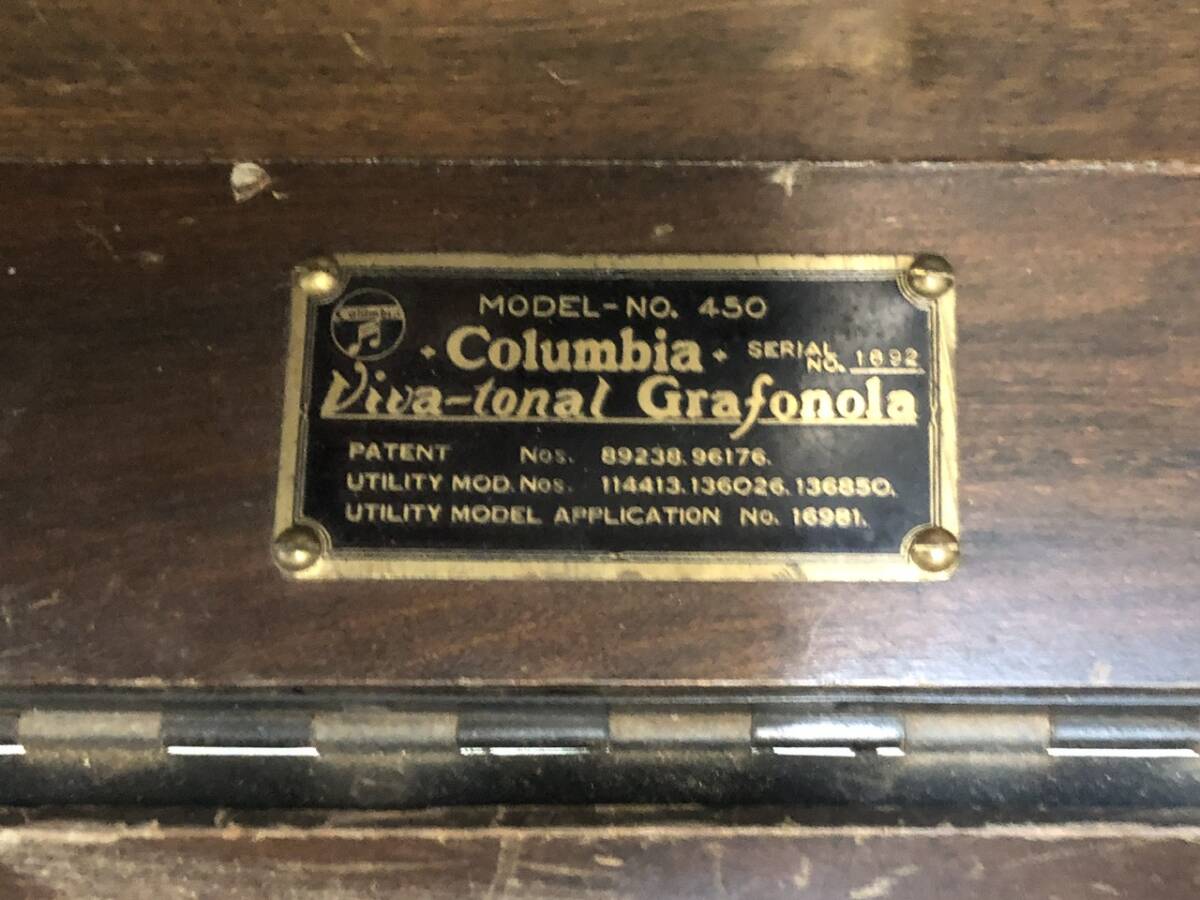 MODEL-NO. 450
Columbia
Columbia
SERIAL NO. 1892
Viva-tonal Grafonola
PATENT Nos. 89238. 96176.
UTILITY MOD. Nos. 114413. 136026. 136850.
UTILITY MODEL APPLICATION No. 16981.